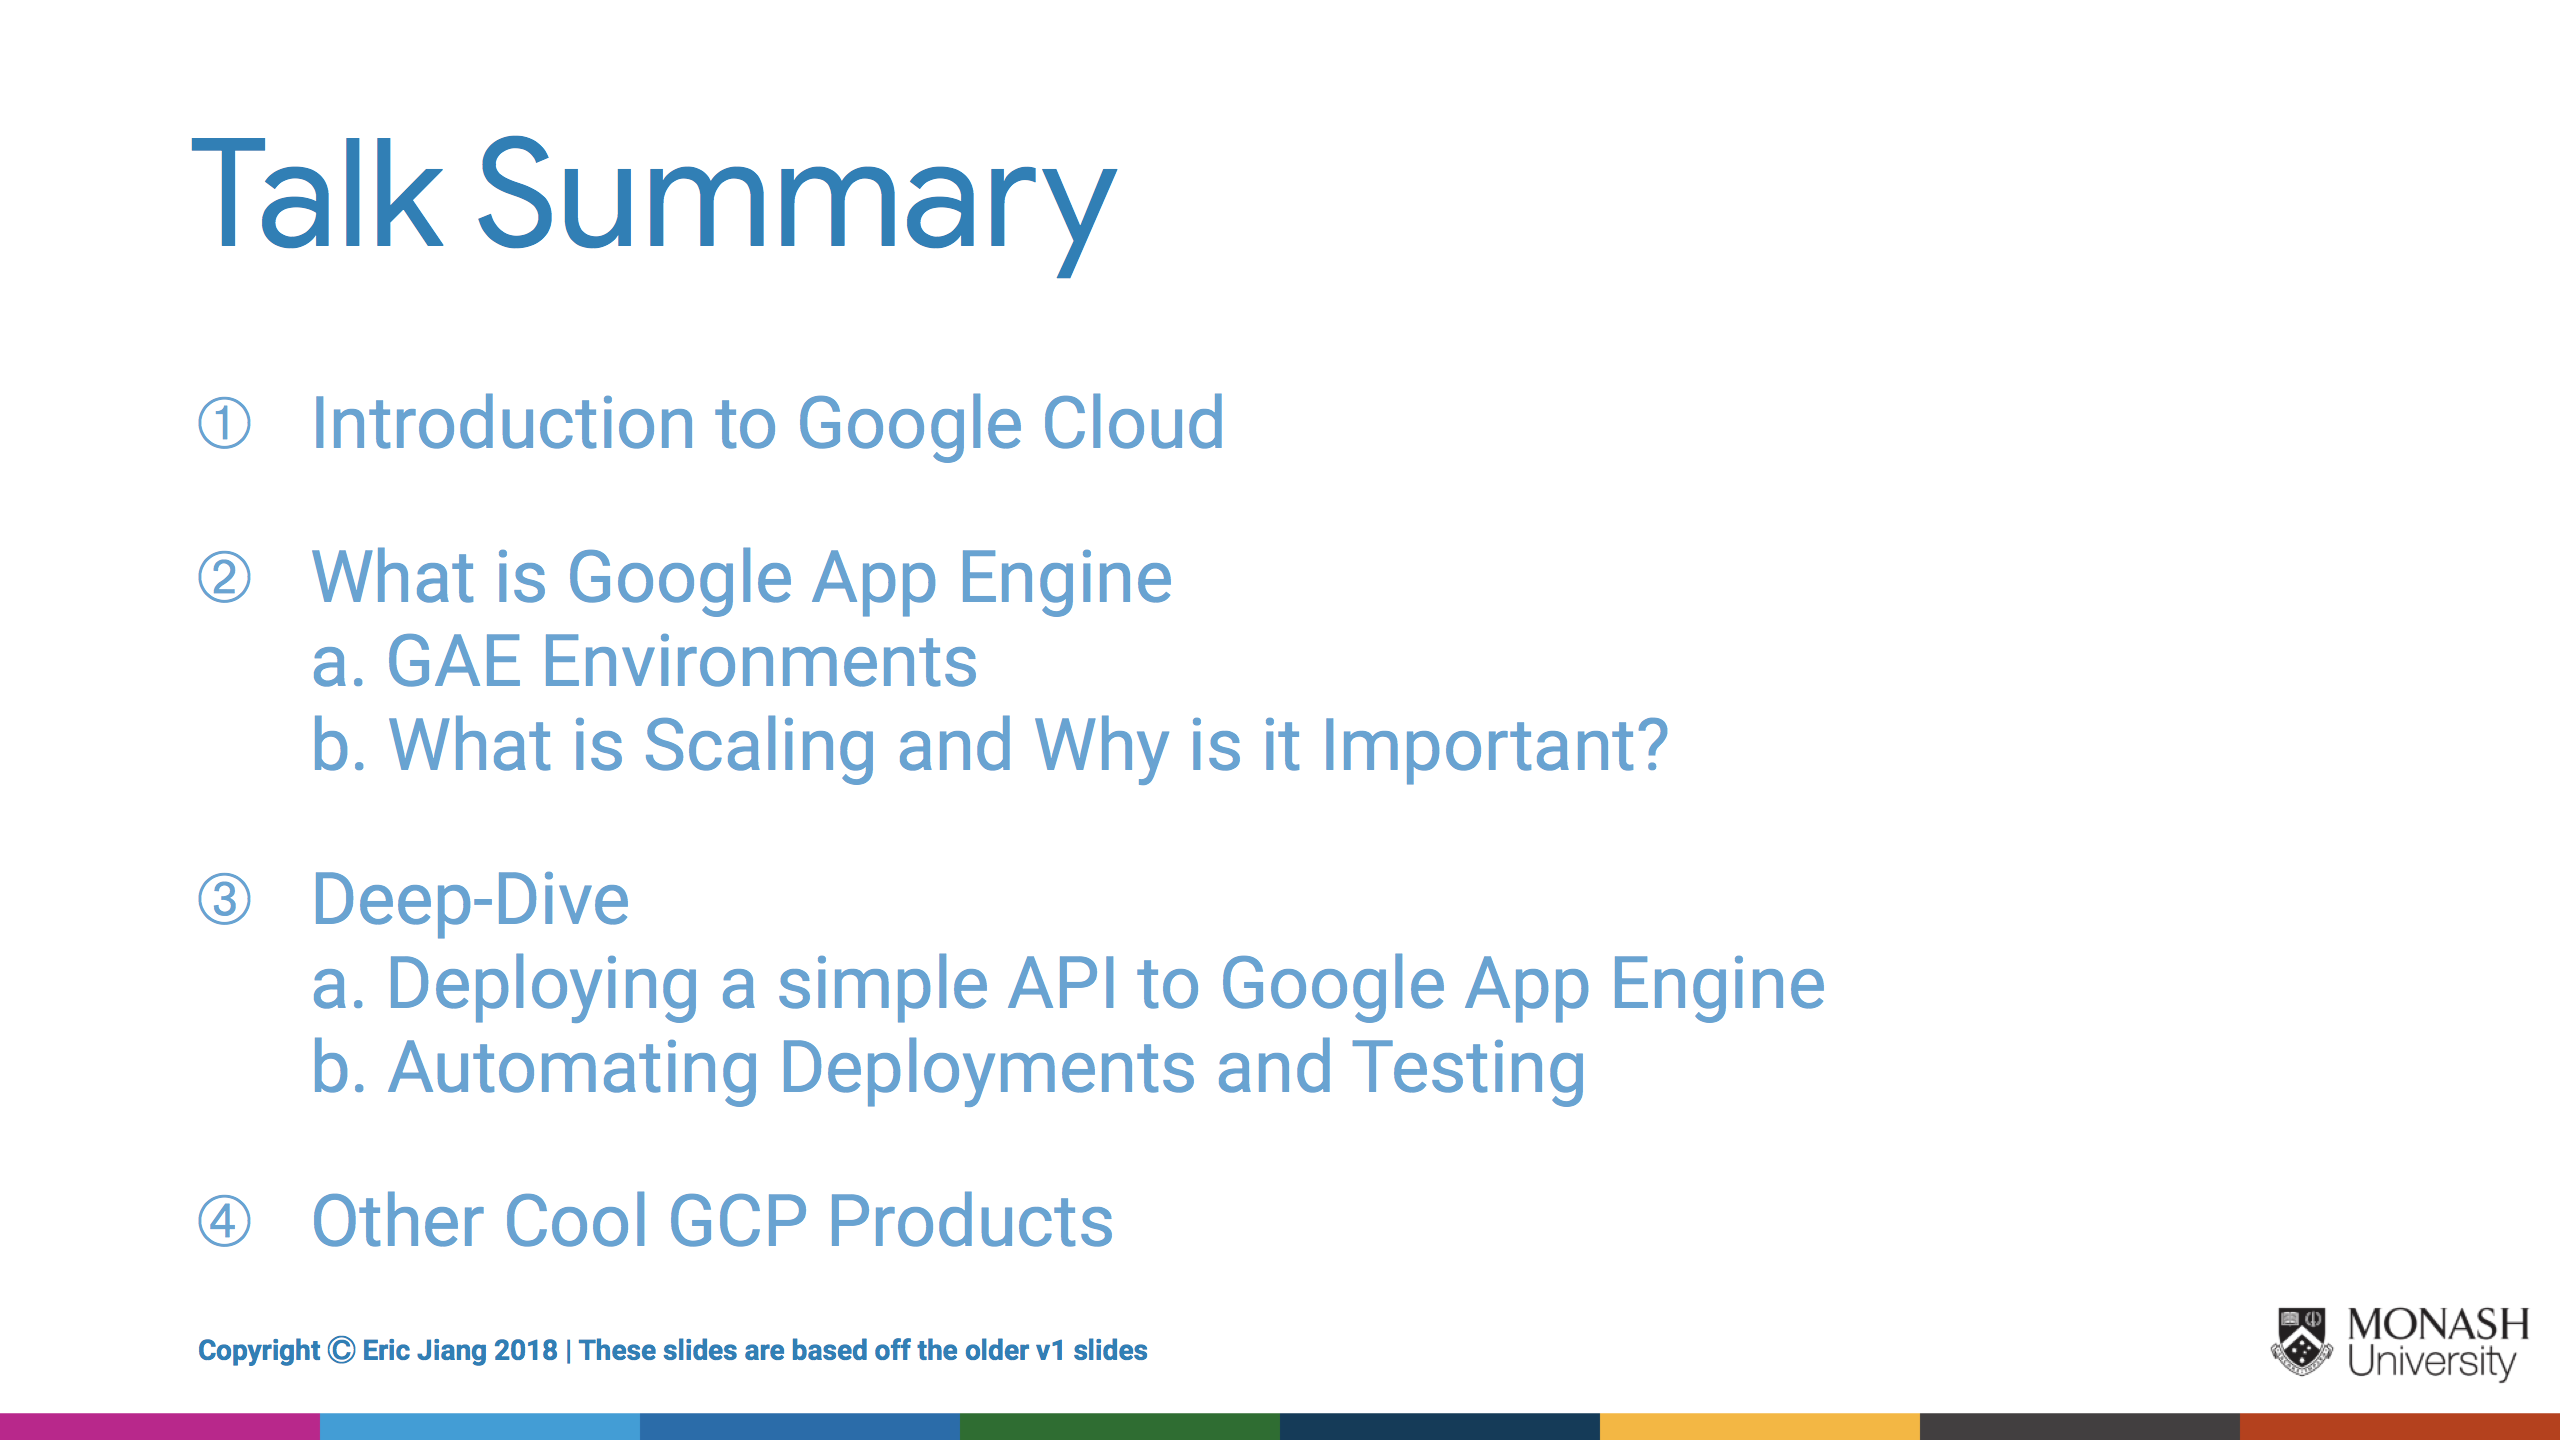 Talk Summary
① Introduction to Google Cloud
② What is Google App Engine
a. GAE Environments
b. What is Scaling and Why is it Important?
③ Deep-Dive
a. Deploying a simple API to Google App Engine
b. Automating Deployments and Testing
④ Other Cool GCP Products
Copyright © Eric Jiang 2018 | These slides are based off the older v1 slides
MONASH
University